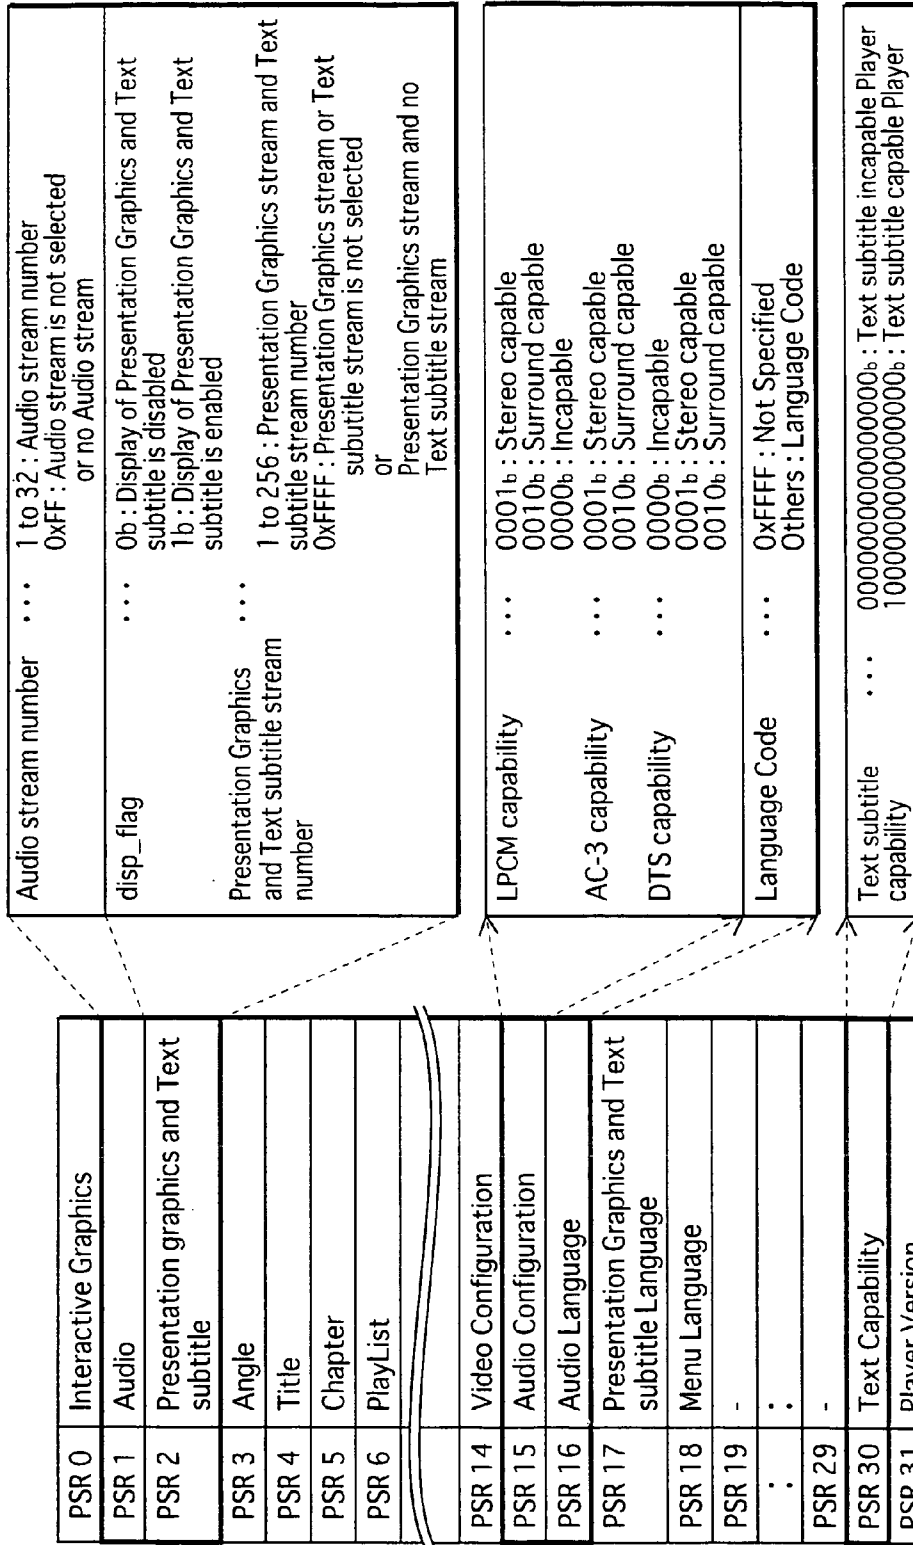 PSR 0 Interactive Graphics
PSR 1 Audio
PSR 2 Presentation graphics and Text
subtitle
PSR 3 Angle
PSR 4 Title
PSR 5 Chapter
PSR 6 PlayList
PSR 14 Video Configuration
PSR 15 Audio Configuration
PSR 16 Audio Language
PSR 17 Presentation Graphics and Text
subtitle Language
PSR 18 Menu Language
PSR 19 -
: :
PSR 29 -
PSR 30 Text Capability
PSR 31 Player Version
Audio stream number ... 1 to 32 : Audio stream number
0xFF : Audio stream is not selected
or no Audio stream
disp_flag ... 0b : Display of Presentation Graphics and Text
subtitle is disabled
1b : Display of Presentation Graphics and Text
subtitle is enabled
Presentation Graphics
and Text subtitle stream
number
... 1 to 256 : Presentation Graphics stream and Text
subtitle stream number
0xFFFF : Presentation Graphics stream or Text
subutitle stream is not selected
or
Presentation Graphics stream and no
Text subtitle stream
LPCM capability ... 0001b : Stereo capable
0010b : Surround capable
0000b : Incapable
AC-3 capability ... 0001b : Stereo capable
0010b : Surround capable
DTS capability ... 0000b : Incapable
0001b : Stereo capable
0010b : Surround capable
Language Code ... 0xFFFF : Not Specified
Others : Language Code
Text subtitle
capability
... 00000000000000000b : Text subtitle incapable Player
10000000000000000b : Text subtitle capable Player